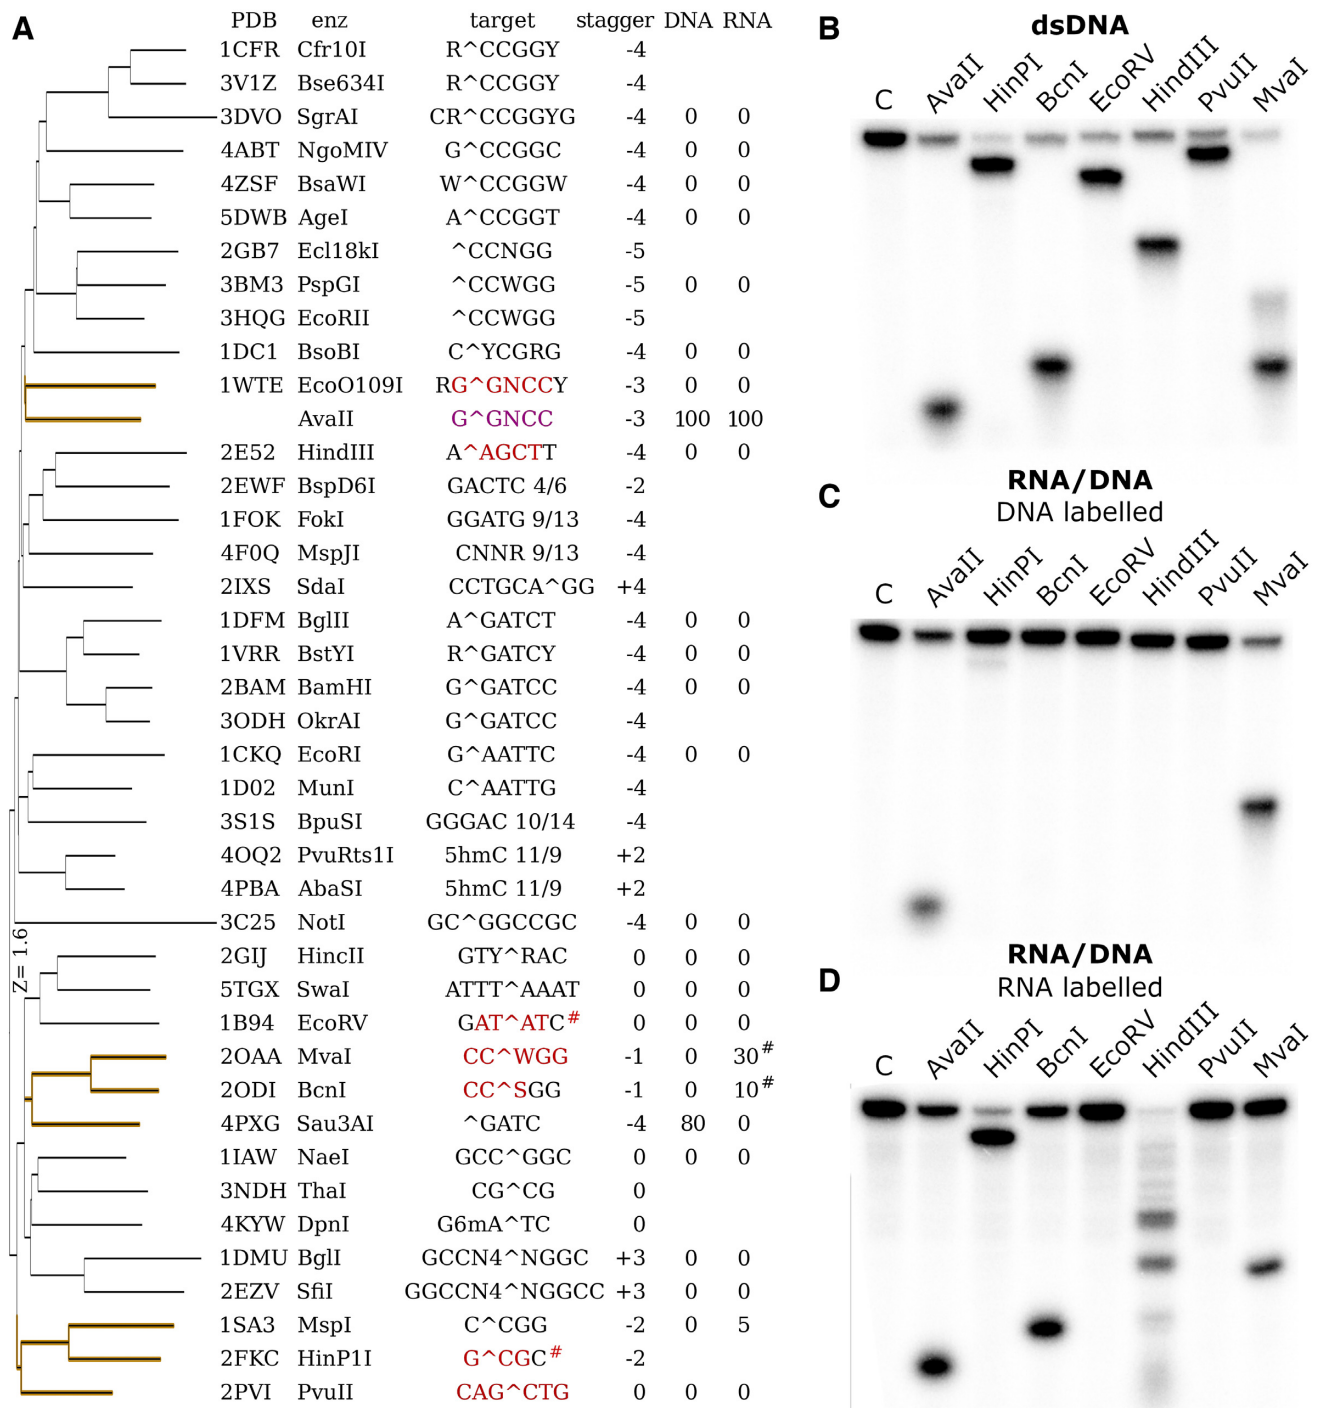 A
PDB enz target stagger DNA RNA
1CFR Cfr10I R^CCGGY -4
3V1Z Bse634I R^CCGGY -4
3DVO SgrAI CR^CCGGYG -4 0 0
4ABT NgoMIV G^CCGGC -4 0 0
4ZSF BsaWI W^CCGGW -4 0 0
5DWB AgeI A^CCGGT -4 0 0
2GB7 Ecl18kI ^CCNGG -5
3BM3 PspGI ^CCWGG -5 0 0
3HQG EcoRII ^CCWGG -5
1DC1 BsoBI C^YCGRG -4 0 0
1WTE EcoO109I RG^GNCCY -3 0 0
AvaII G^GNCC -3 100 100
2E52 HindIII A^AGCTT -4 0 0
2EWF BspD6I GACTC 4/6 -2
1FOK FokI GGATG 9/13 -4
4F0Q MspJI CNNR 9/13 -4
2IXS SdaI CCTGCA^GG +4
1DFM BglII A^GATCT -4 0 0
1VRR BstYI R^GATCY -4 0 0
2BAM BamHI G^GATCC -4 0 0
3ODH OkrAI G^GATCC -4
1CKQ EcoRI G^AATTC -4 0 0
1D02 MunI C^AATTG -4
3S1S BpuSI GGGAC 10/14 -4
4OQ2 PvuRts1I 5hmC 11/9 +2
4PBA AbaSI 5hmC 11/9 +2
3C25 NotI GC^GGCCGC -4 0 0
Z= 1.6
2GIJ HincII GTY^RAC 0 0 0
5TGX SwaI ATTT^AAAT 0 0 0
1B94 EcoRV GAT^ATC# 0 0 0
2OAA MvaI CC^WGG -1 0 30#
2ODI BcnI CC^SGG -1 0 10#
4PXG Sau3AI ^GATC -4 80 0
1IAW NaeI GCC^GGC 0 0 0
3NDH ThaI CG^CG 0
4KYW DpnI G6mA^TC 0
1DMU BglI GCCN4^NGGC +3 0 0
2EZV SfiI GGCCN4^NGGCC +3 0 0
1SA3 MspI C^CGG -2 0 5
2FKC HinP1I G^CGC# -2
2PVI PvuII CAG^CTG 0 0 0
B
dsDNA
C AvaII HinPI BcnI EcoRV HindIII PvuII MvaI
C
RNA/DNA
DNA labelled
C AvaII HinPI BcnI EcoRV HindIII PvuII MvaI
D
RNA/DNA
RNA labelled
C AvaII HinPI BcnI EcoRV HindIII PvuII MvaI